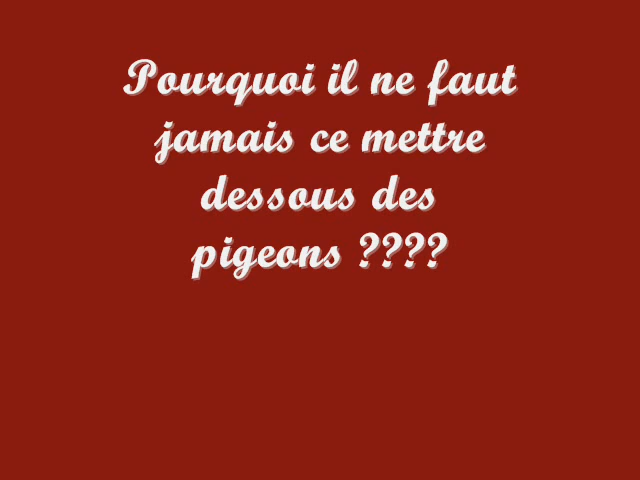 Pourquoi il ne faut
jamais ce mettre
dessous des
pigeons ????